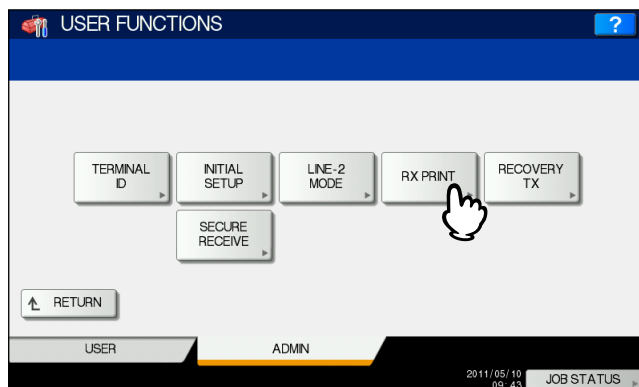 USER FUNCTIONS
?
TERMINAL
ID
INITIAL
SETUP
LINE-2
MODE
RX PRINT
RECOVERY
TX
SECURE
RECEIVE
RETURN
USER
ADMIN
2011/05/10
09:43
JOB STATUS